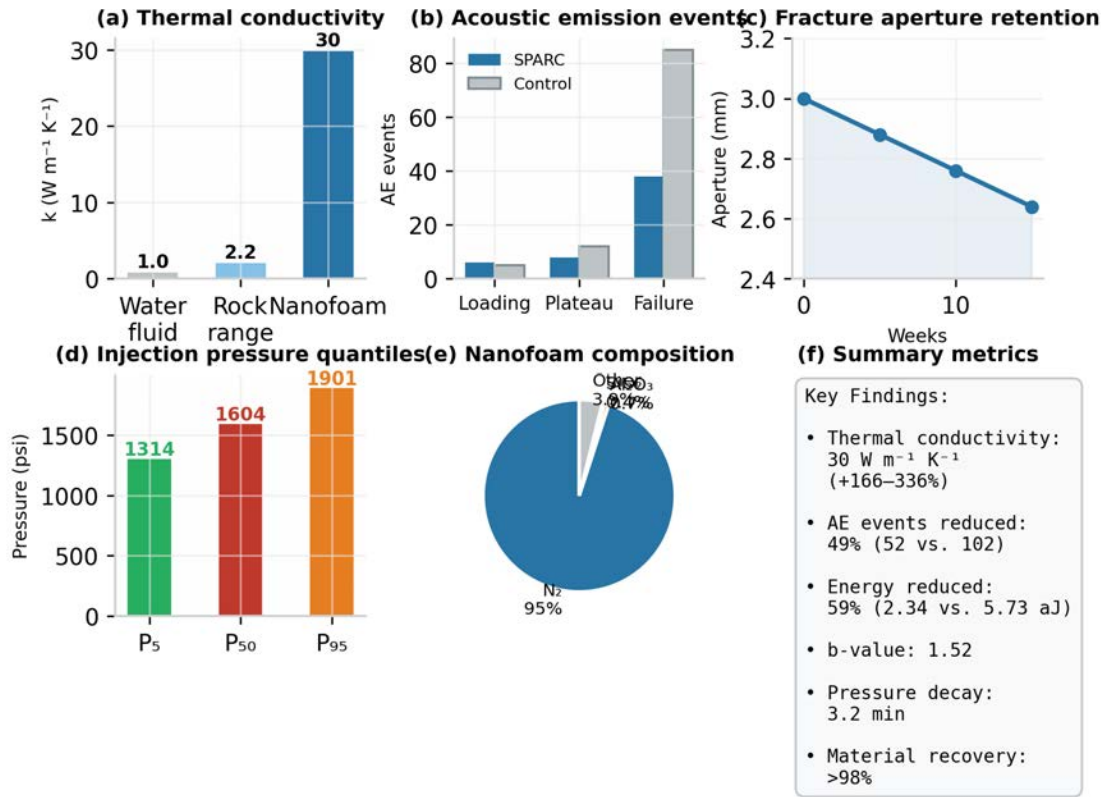 (a) Thermal conductivity
30
20
10
0
k (W m⁻¹ K⁻¹)
1.0
2.2
30
Water fluid
Rock range
Nanofoam
(b) Acoustic emission events
SPARC
Control
80
60
40
20
0
AE events
Loading
Plateau
Failure
(c) Fracture aperture retention
3.2
3.0
2.8
2.6
2.4
Aperture (mm)
0
10
Weeks
(d) Injection pressure quantiles
1500
1000
500
0
Pressure (psi)
1314
1604
1901
P₅
P₅₀
P₉₅
(e) Nanofoam composition
Other
N₂
95%
(f) Summary metrics
Key Findings:
• Thermal conductivity:
30 W m⁻¹ K⁻¹
(+166–336%)
• AE events reduced:
49% (52 vs. 102)
• Energy reduced:
59% (2.34 vs. 5.73 aJ)
• b-value: 1.52
• Pressure decay:
3.2 min
• Material recovery:
>98%